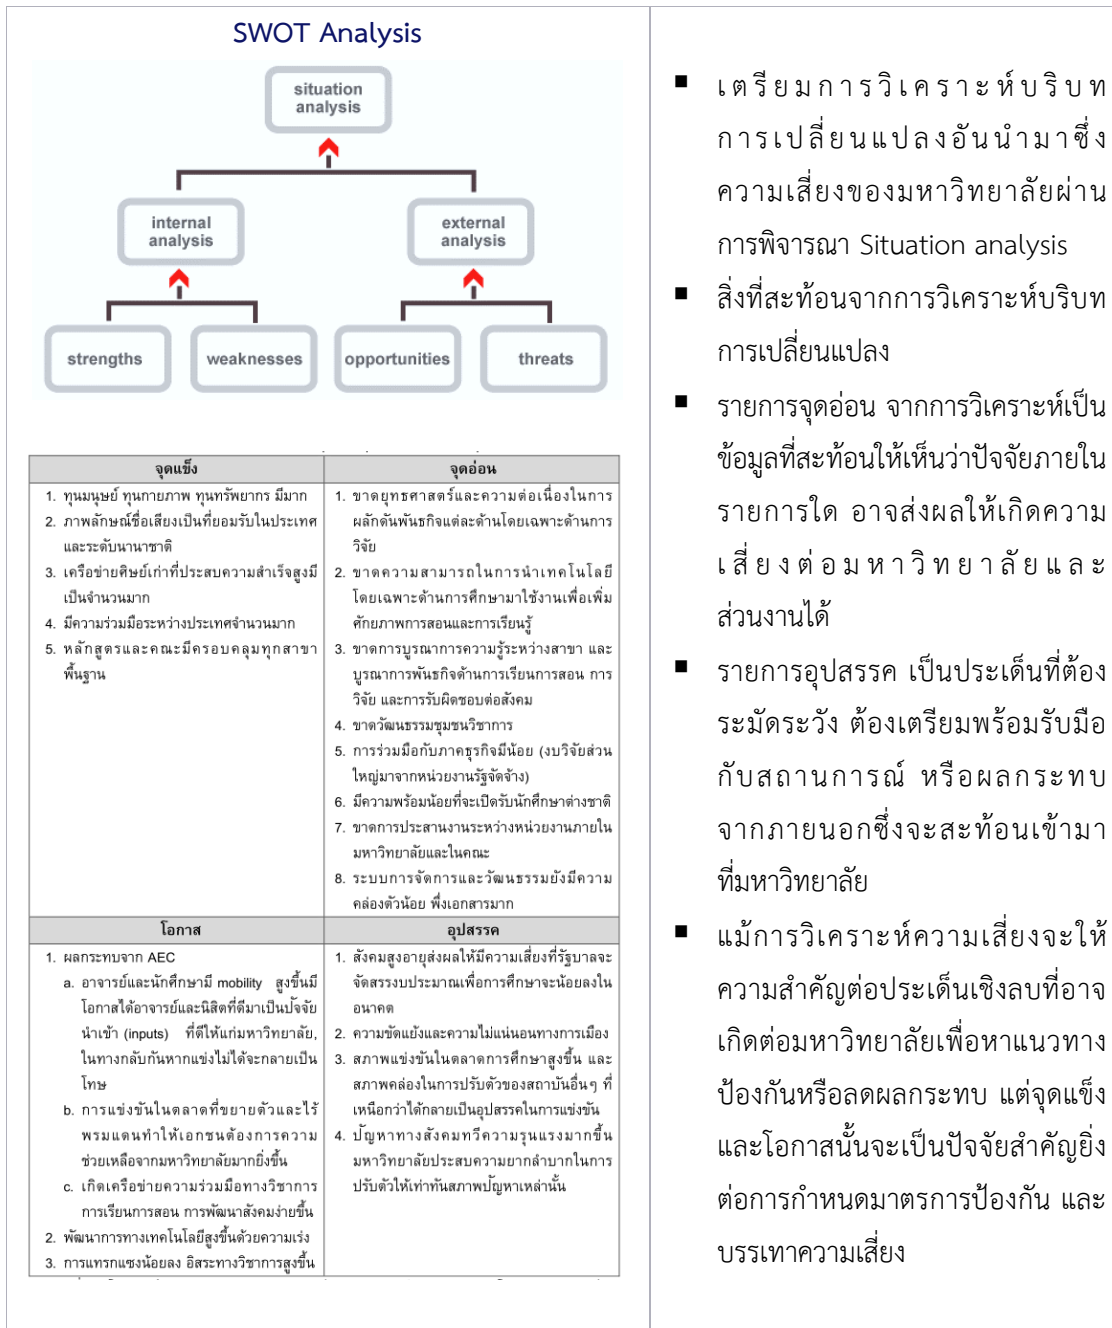 SWOT Analysis
situation
analysis
internal
analysis
external
analysis
strengths
weaknesses
opportunities
threats
จุดแข็ง
1. ทุนมนุษย์ ทุนกายภาพ ทุนทรัพยากร มีมาก
2. ภาพลักษณ์ชื่อเสียงเป็นที่ยอมรับในประเทศ
และระดับนานาชาติ
3. เครือข่ายศิษย์เก่าที่ประสบความสำเร็จสูงมี
เป็นจำนวนมาก
4. มีความร่วมมือระหว่างประเทศจำนวนมาก
5. หลักสูตรและคณะมีครอบคลุมทุกสาขา
พื้นฐาน
จุดอ่อน
1. ขาดยุทธศาสตร์และความต่อเนื่องในการ
ผลักดันพันธกิจแต่ละด้านโดยเฉพาะด้านการ
วิจัย
2. ขาดความสามารถในการนำเทคโนโลยี
โดยเฉพาะด้านการศึกษามาใช้งานเพื่อเพิ่ม
ศักยภาพการสอนและการเรียนรู้
3. ขาดการบูรณาการความรู้ระหว่างสาขา และ
บูรณาการพันธกิจด้านการเรียนการสอน การ
วิจัย และการรับผิดชอบต่อสังคม
4. ขาดวัฒนธรรมชุมชนวิชาการ
5. การร่วมมือกับภาคธุรกิจมีน้อย (งบวิจัยส่วน
ใหญ่มาจากหน่วยงานรัฐจัดจ้าง)
6. มีความพร้อมน้อยที่จะเปิดรับนักศึกษาต่างชาติ
7. ขาดการประสานงานระหว่างหน่วยงานภายใน
มหาวิทยาลัยและในคณะ
8. ระบบการจัดการและวัฒนธรรมยังมีความ
คล่องตัวน้อย พึ่งเอกสารมาก
โอกาส
1. ผลกระทบจาก AEC
a. อาจารย์และนักศึกษามี mobility สูงขึ้นมี
โอกาสได้อาจารย์และนิสิตที่ดีมาเป็นปัจจัย
นำเข้า (inputs) ที่ดีให้แก่มหาวิทยาลัย,
ในทางกลับกันหากแข่งไม่ได้จะกลายเป็น
โทษ
b. การแข่งขันในตลาดที่ขยายตัวและไร้
พรมแดนทำให้เอกชนต้องการความ
ช่วยเหลือจากมหาวิทยาลัยมากยิ่งขึ้น
c. เกิดเครือข่ายความร่วมมือทางวิชาการ
การเรียนการสอน การพัฒนาสังคมง่ายขึ้น
2. พัฒนาการทางเทคโนโลยีสูงขึ้นด้วยความเร่ง
3. การแทรกแซงน้อยลง อิสระทางวิชาการสูงขึ้น
อุปสรรค
1. สังคมสูงอายุส่งผลให้มีความเสี่ยงที่รัฐบาลจะ
จัดสรรงบประมาณเพื่อการศึกษาจะน้อยลงใน
อนาคต
2. ความขัดแย้งและความไม่แน่นอนทางการเมือง
3. สภาพแข่งขันในตลาดการศึกษาสูงขึ้น และ
สภาพคล่องในการปรับตัวของสถาบันอื่นๆ ที่
เหนือกว่าได้กลายเป็นอุปสรรคในการแข่งขัน
4. ปัญหาทางสังคมทวีความรุนแรงมากขึ้น
มหาวิทยาลัยประสบความยากลำบากในการ
ปรับตัวให้เท่าทันสภาพปัญหาเหล่านั้น
▪ เตรียมการวิเคราะห์บริบท
การเปลี่ยนแปลงอันนำมาซึ่ง
ความเสี่ยงของมหาวิทยาลัยผ่าน
การพิจารณา Situation analysis
▪ สิ่งที่สะท้อนจากการวิเคราะห์บริบท
การเปลี่ยนแปลง
▪ รายการจุดอ่อน จากการวิเคราะห์เป็น
ข้อมูลที่สะท้อนให้เห็นว่าปัจจัยภายใน
รายการใด อาจส่งผลให้เกิดความ
เสี่ยงต่อมหาวิทยาลัยและ
ส่วนงานได้
▪ รายการอุปสรรค เป็นประเด็นที่ต้อง
ระมัดระวัง ต้องเตรียมพร้อมรับมือ
กับสถานการณ์ หรือผลกระทบ
จากภายนอกซึ่งจะสะท้อนเข้ามา
ที่มหาวิทยาลัย
▪ แม้การวิเคราะห์ความเสี่ยงจะให้
ความสำคัญต่อประเด็นเชิงลบที่อาจ
เกิดต่อมหาวิทยาลัยเพื่อหาแนวทาง
ป้องกันหรือลดผลกระทบ แต่จุดแข็ง
และโอกาสนั้นจะเป็นปัจจัยสำคัญยิ่ง
ต่อการกำหนดมาตรการป้องกัน และ
บรรเทาความเสี่ยง